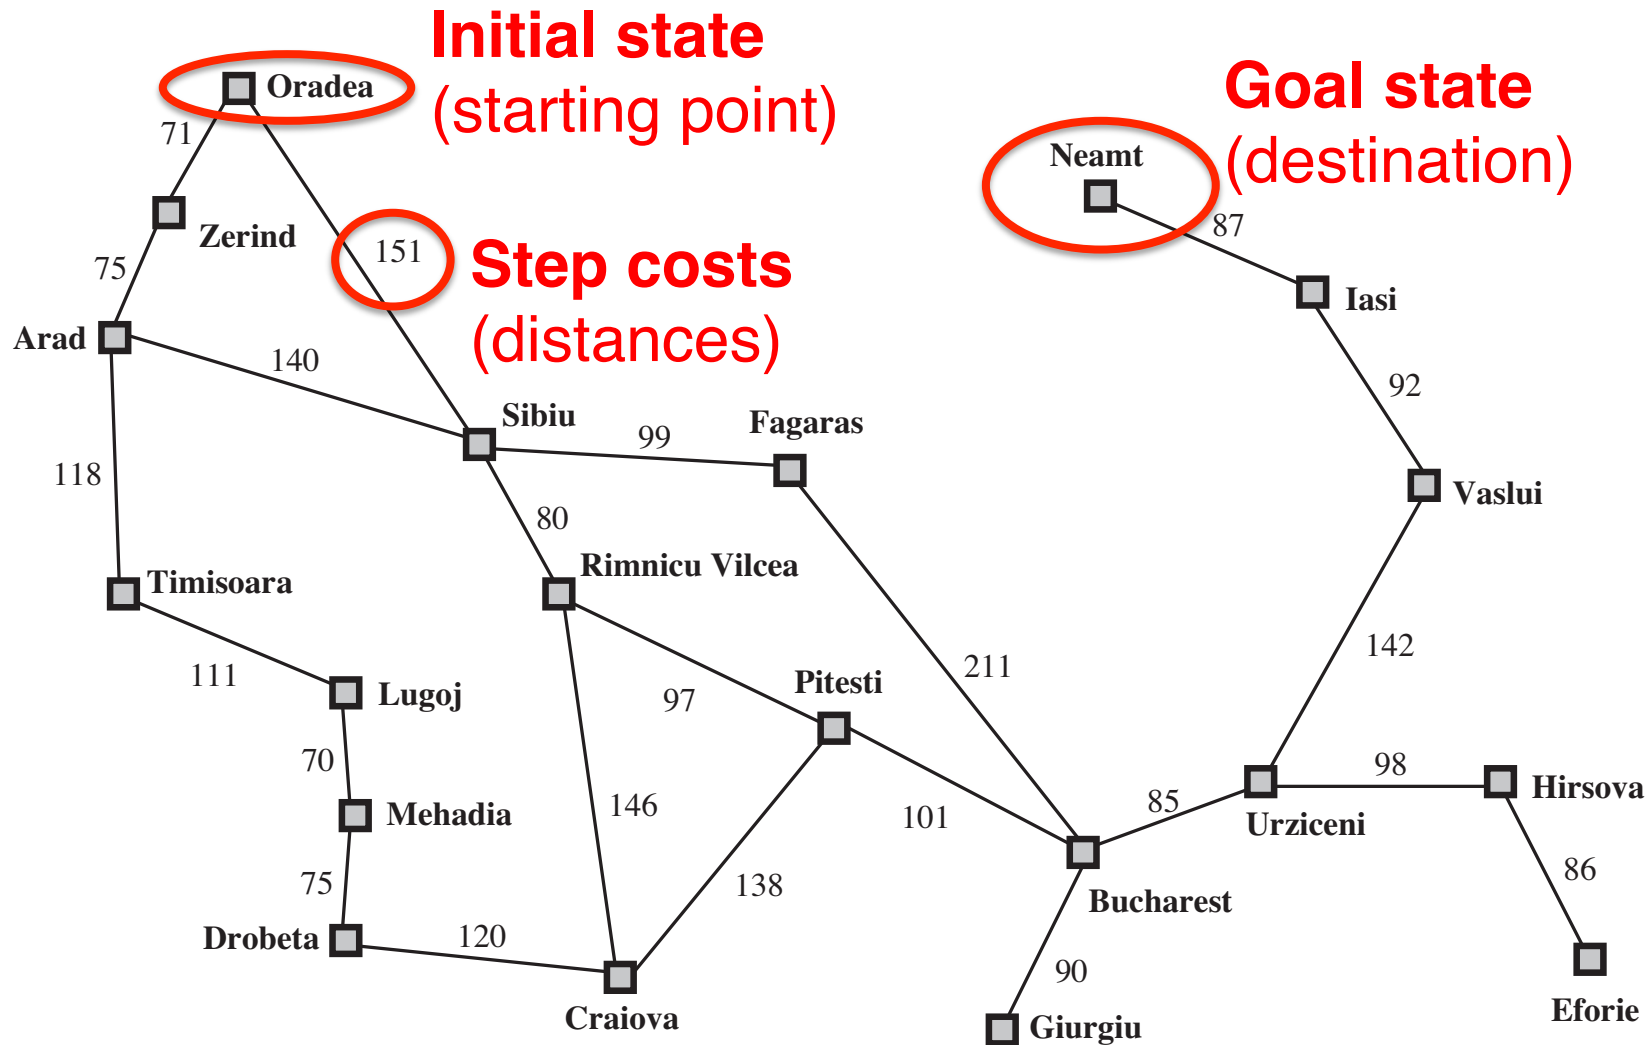 Initial state
(starting point)
Goal state
(destination)
Oradea
71
Neamt
87
Zerind
151
Step costs
(distances)
75
Iasi
Arad
140
92
Sibiu
99
Fagaras
118
80
Vaslui
Timisoara
Rimnicu Vilcea
142
111
211
Lugoj
97
Pitesti
70
98
Hirsova
Mehadia
146
101
85
Urziceni
86
75
138
Bucharest
Drobeta
120
90
Craiova
Giurgiu
Eforie